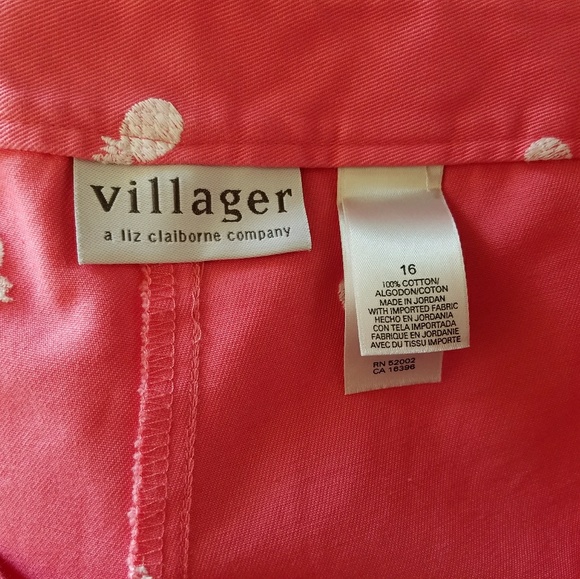 villager
a liz claiborne company
16
100% COTTON/
ALGODON/COTON
MADE IN JORDAN
WITH IMPORTED FABRIC
HECHO EN JORDANIA
CON TELA IMPORTADA
FABRIQUE EN JORDANIE
AVEC DU TISSU IMPORTE
RN 52002
CA 16396